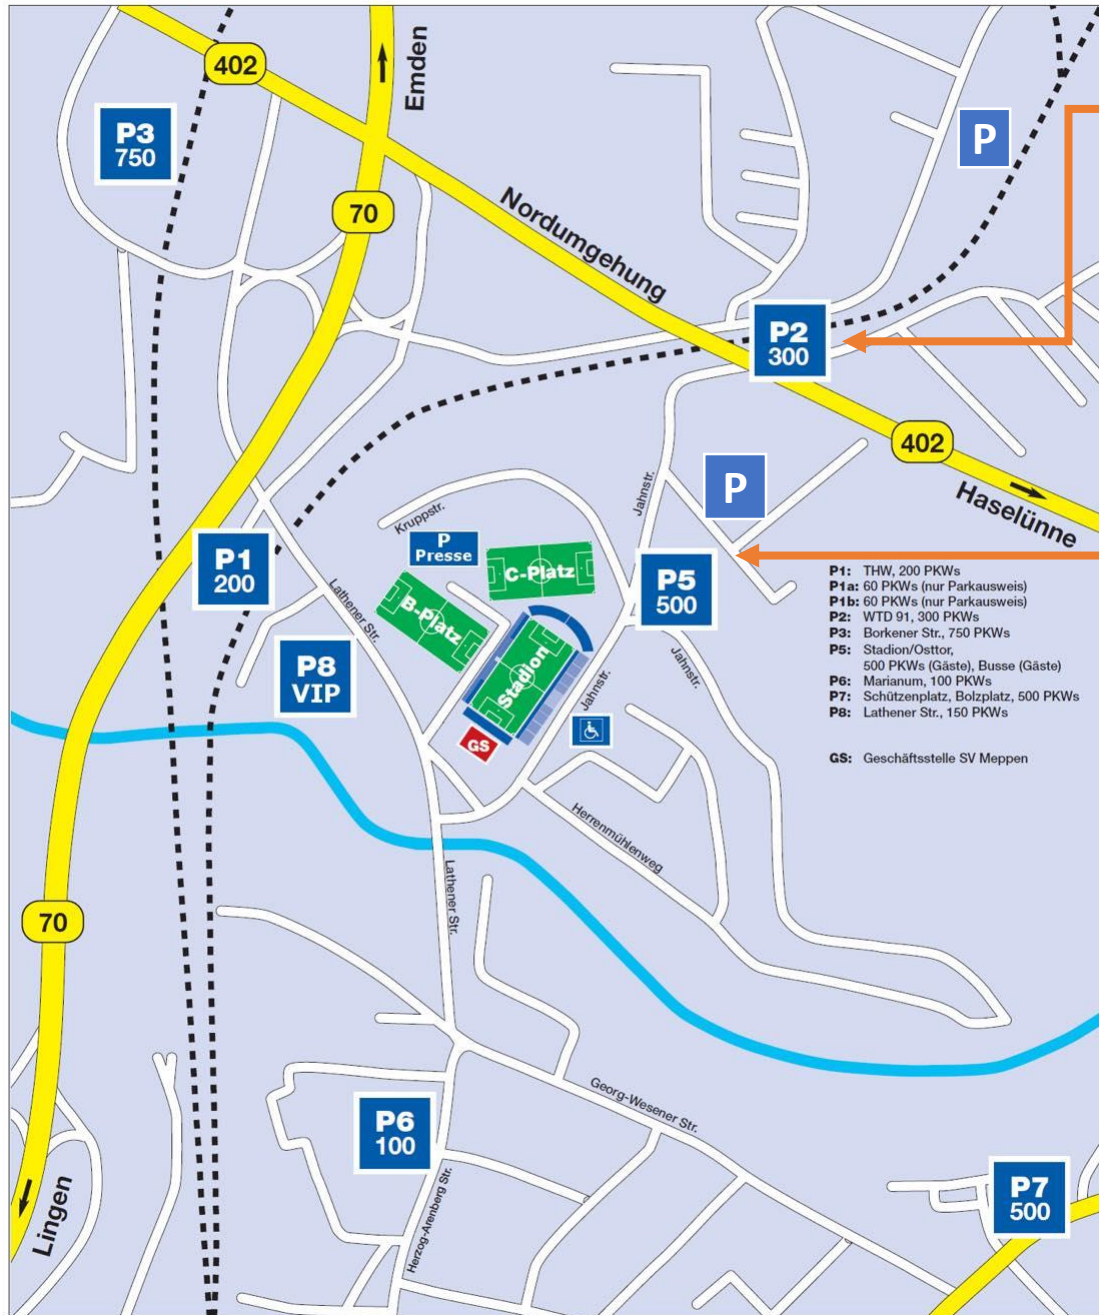 402
Emden
P3
750
P
70
Nordumgehung
P2
300
402
Haselünne
Jahnstr.
P
Kruppstr.
P
Presse
C-Platz
P1
200
Lathener Str.
B-Platz
P5
500
Stadion
Jahnstr.
Jahnstr.
P8
VIP
GS
P1: THW, 200 PKWs
P1a: 60 PKWs (nur Parkausweis)
P1b: 60 PKWs (nur Parkausweis)
P2: WTD 91, 300 PKWs
P3: Borkener Str., 750 PKWs
P5: Stadion/Osttor,
500 PKWs (Gäste), Busse (Gäste)
P6: Marianum, 100 PKWs
P7: Schützenplatz, Bolzplatz, 500 PKWs
P8: Lathener Str., 150 PKWs
GS: Geschäftsstelle SV Meppen
Herrenmühlenweg
Lathener Str.
70
Georg-Wesener Str.
P6
100
Herzog-Arenberg Str.
P7
500
Lingen